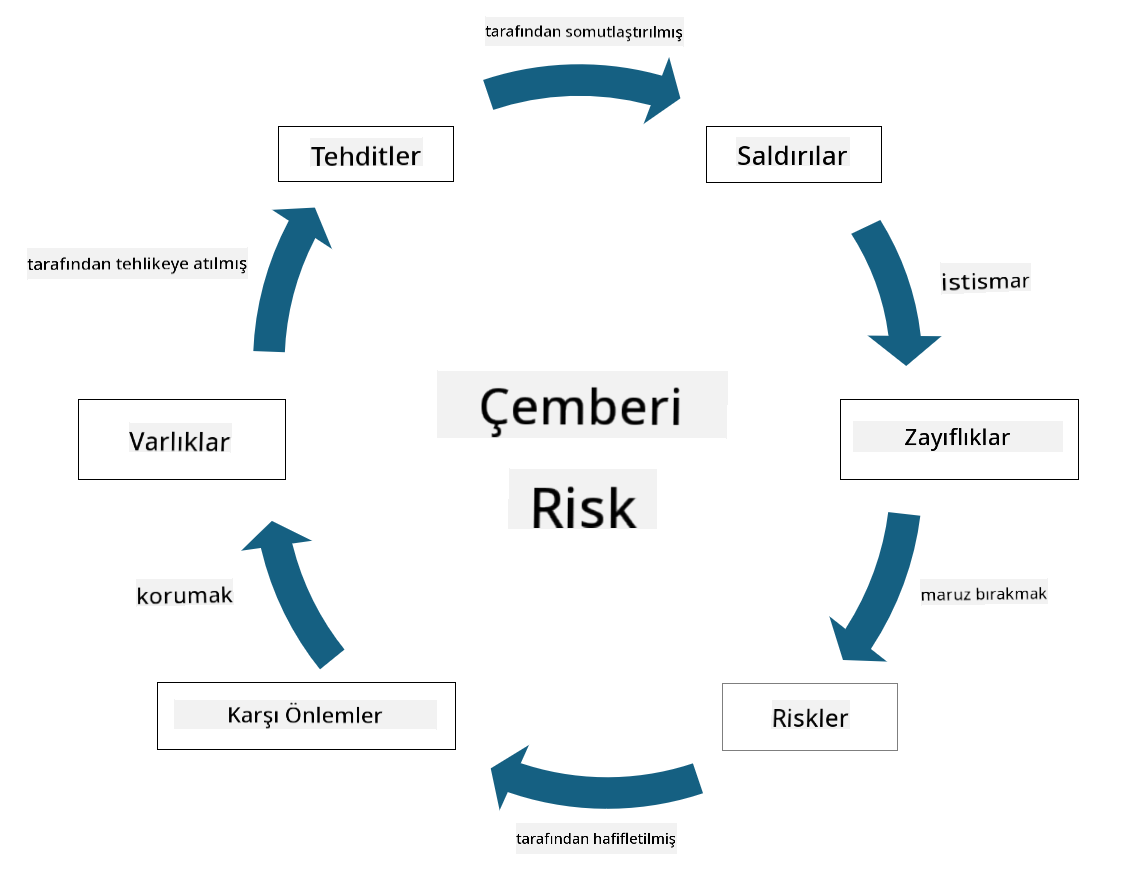 tarafından somutlaştırılmış
Tehditler
Saldırılar
tarafından tehlikeye atılmış
istismar
Çemberi
Risk
Varlıklar
Zayıflıklar
korumak
maruz bırakmak
Karşı Önlemler
Riskler
tarafından hafifletilmiş